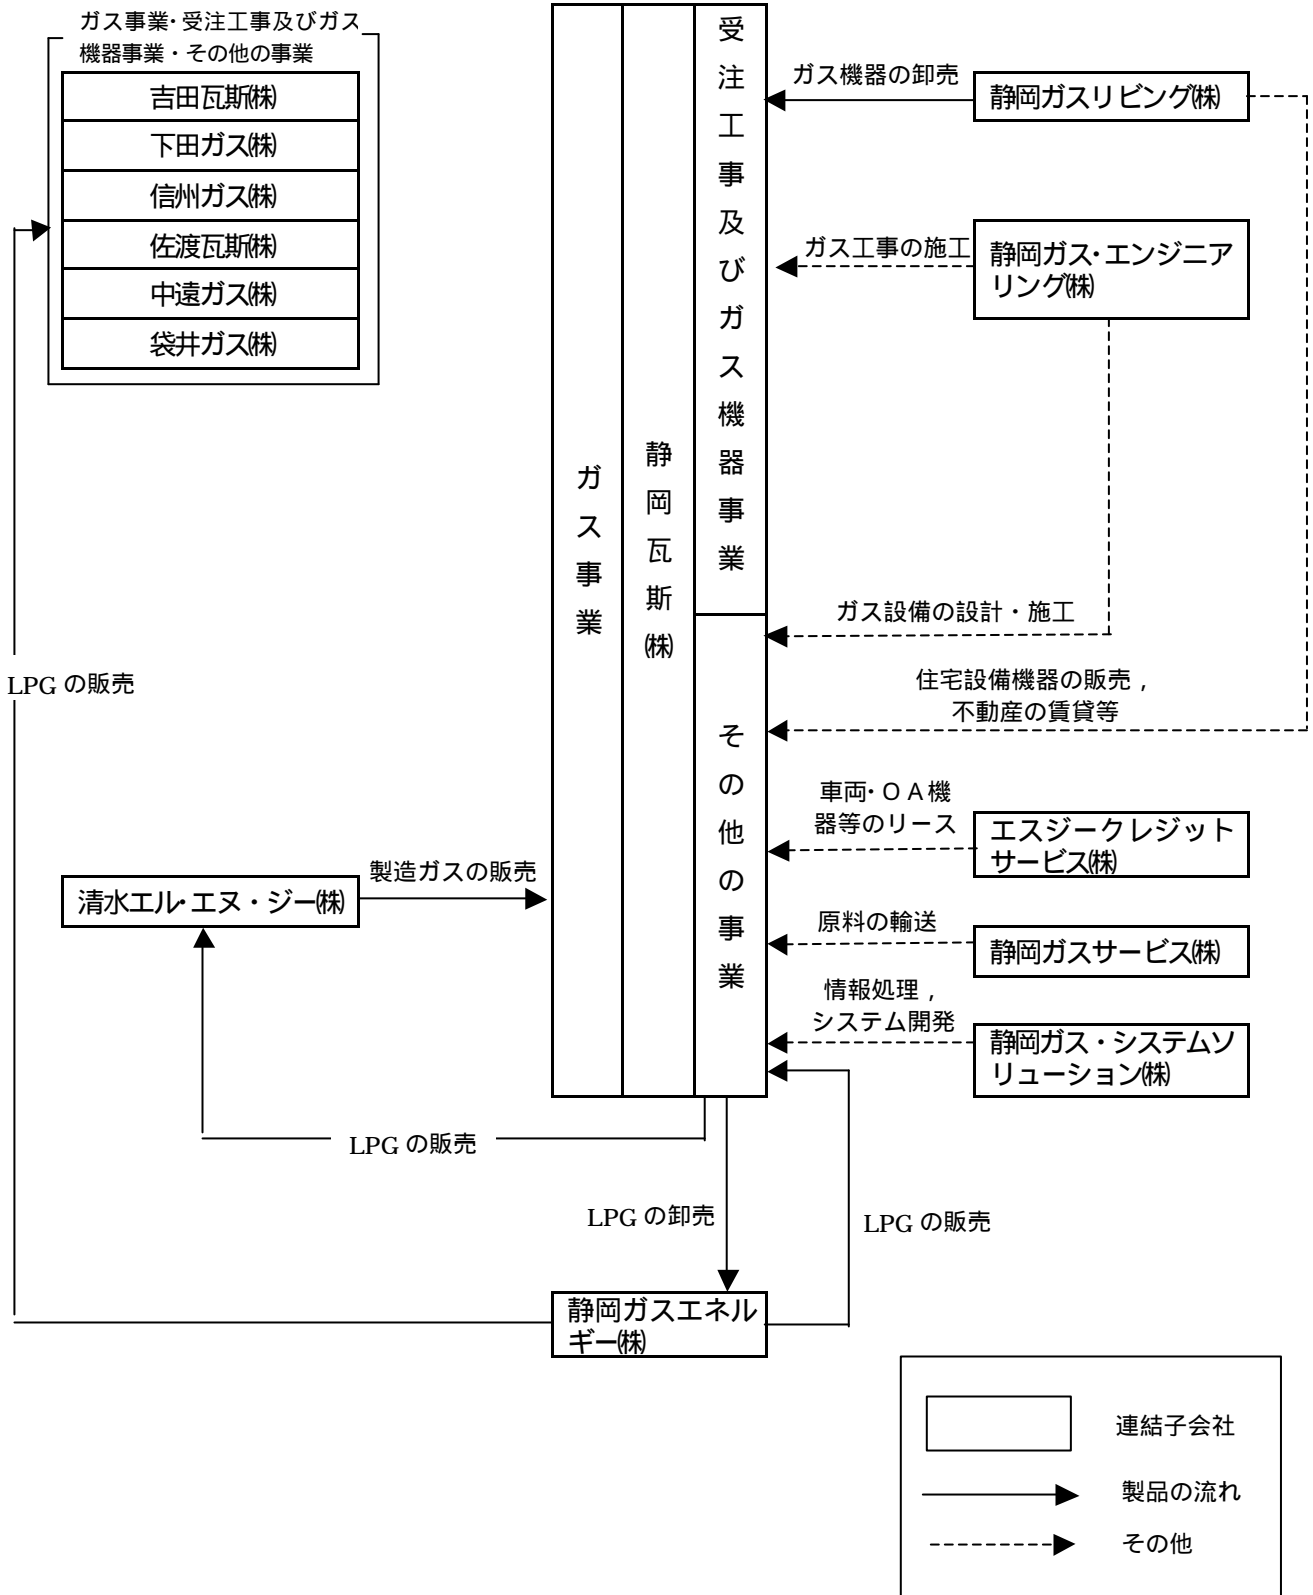 ガス事業・受注工事及びガス
機器事業・その他の事業
吉田瓦斯㈱
下田ガス㈱
信州ガス㈱
佐渡瓦斯㈱
中遠ガス㈱
袋井ガス㈱
ガス事業
静岡瓦斯㈱
受注工事及びガス機器事業
その他の事業
ガス機器の卸売
静岡ガスリビング㈱
ガス工事の施工
静岡ガス・エンジニア
リング㈱
ガス設備の設計・施工
住宅設備機器の販売,
不動産の賃貸等
車両・OA機
器等のリース
エスジークレジット
サービス㈱
原料の輸送
静岡ガスサービス㈱
情報処理,
システム開発
静岡ガス・システムソ
リューション㈱
LPG の販売
製造ガスの販売
清水エル・エヌ・ジー㈱
LPG の販売
LPG の卸売
LPG の販売
静岡ガスエネル
ギー㈱
連結子会社
製品の流れ
その他